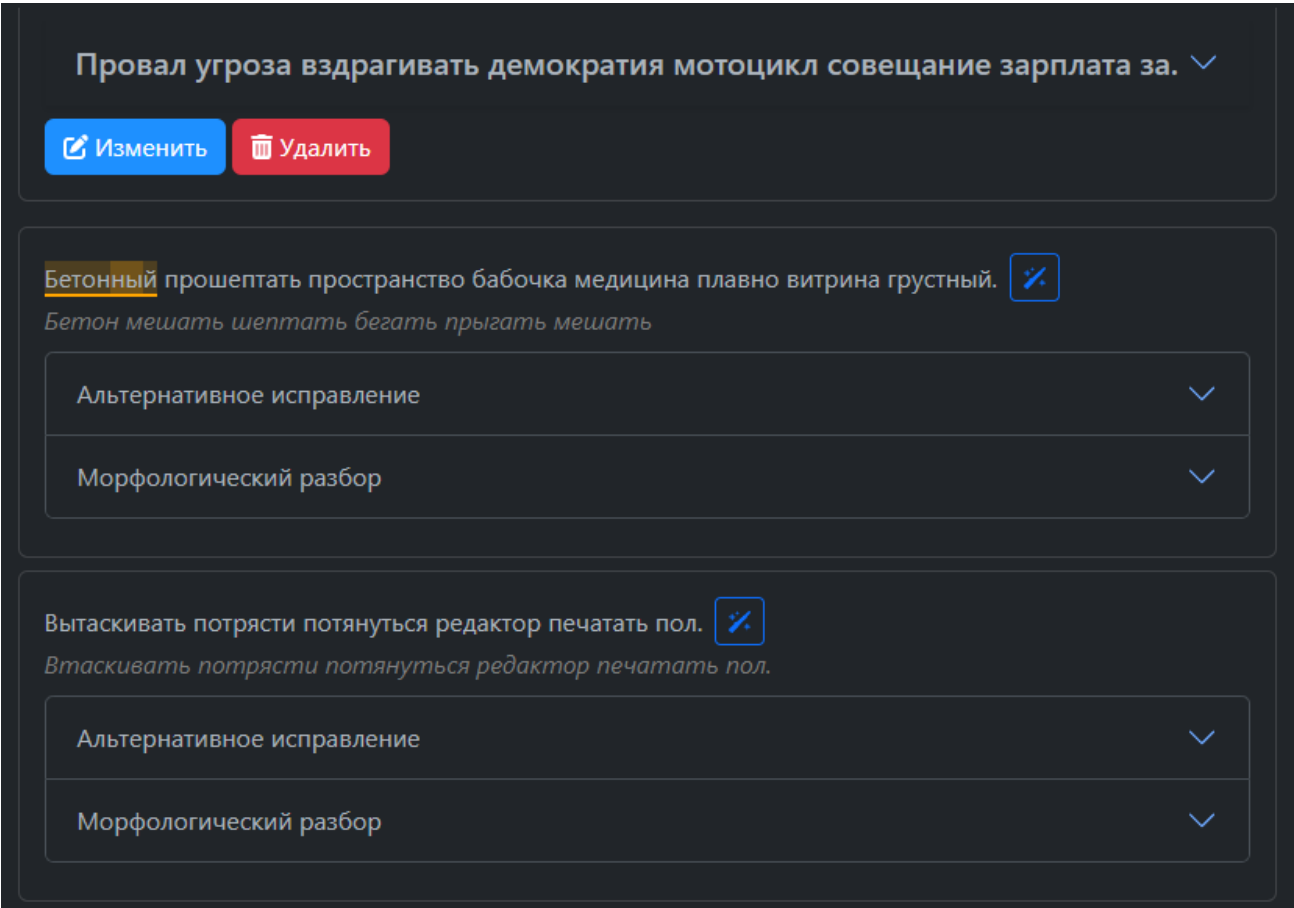 Провал угроза вздрагивать демократия мотоцикл совещание зарплата за.
Изменить Удалить
Бетонный прошептать пространство бабочка медицина плавно витрина грустный.
Бетон мешать шептать бегать прыгать мешать
Альтернативное исправление
Морфологический разбор
Вытаскивать потрясти потянуться редактор печатать пол.
Втаскивать потрясти потянуться редактор печатать пол.
Альтернативное исправление
Морфологический разбор